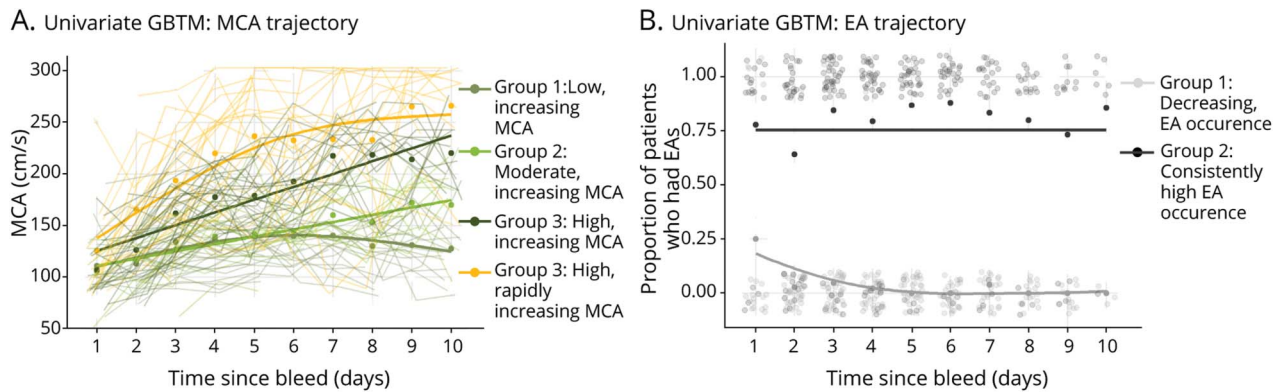 A. Univariate GBTM: MCA trajectory
300
250
200
150
100
50
MCA (cm/s)
1 2 3 4 5 6 7 8 9 10
Time since bleed (days)
Group 1:Low,
increasing
MCA
Group 2:
Moderate,
increasing MCA
Group 3: High,
increasing MCA
Group 3: High,
rapidly
increasing MCA
B. Univariate GBTM: EA trajectory
1.00
0.75
0.50
0.25
0.00
Proportion of patients
who had EAs
1 2 3 4 5 6 7 8 9 10
Time since bleed (days)
Group 1:
Decreasing,
EA occurence
Group 2:
Consistently
high EA
occurence